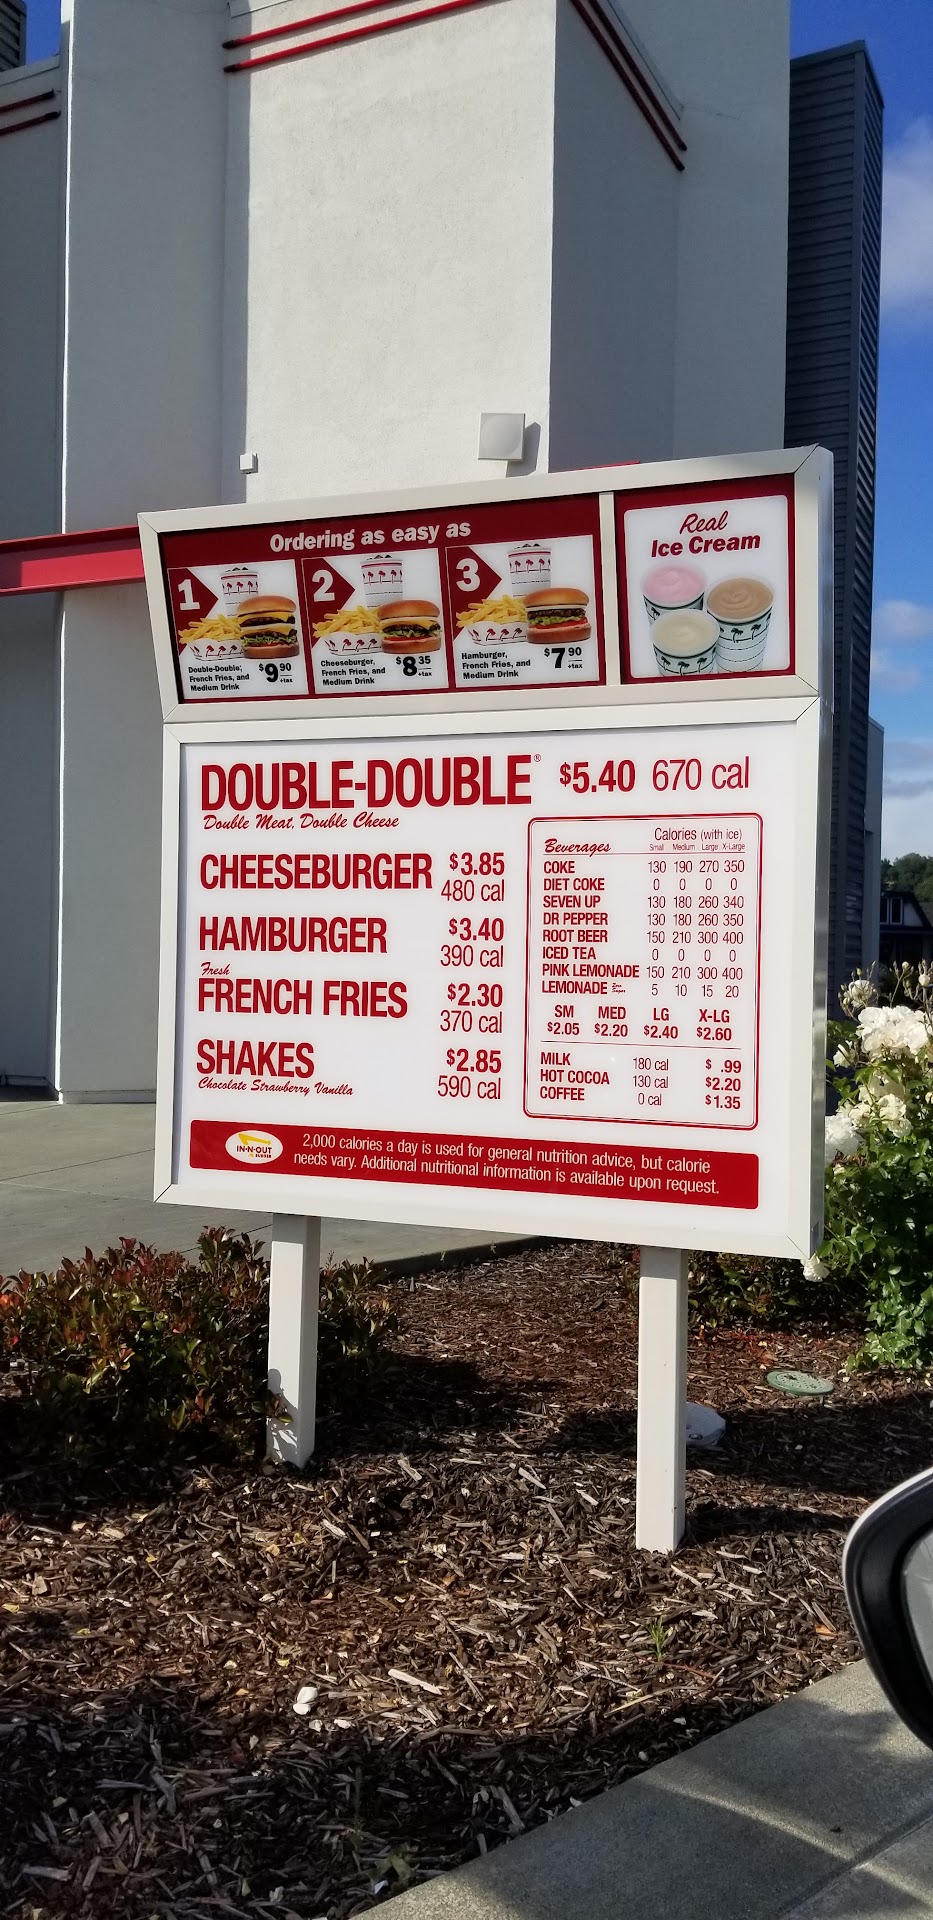 Ordering as easy as
1
Double-Double,
French Fries, and
Medium Drink
$9 90
+tax
2
Cheeseburger,
French Fries, and
Medium Drink
$8 35
+tax
3
Hamburger,
French Fries, and
Medium Drink
$7 90
+tax
Real
Ice Cream
DOUBLE-DOUBLE® $5.40 670 cal
Double Meat, Double Cheese
CHEESEBURGER $3.85
480 cal
HAMBURGER $3.40
390 cal
Fresh
FRENCH FRIES $2.30
370 cal
SHAKES $2.85
Chocolate Strawberry Vanilla 590 cal
Calories (with ice)
Beverages Small Medium Large X-Large
COKE 130 190 270 350
DIET COKE 0 0 0 0
SEVEN UP 130 180 260 340
DR PEPPER 130 180 260 350
ROOT BEER 150 210 300 400
ICED TEA 0 0 0 0
PINK LEMONADE 150 210 300 400
LEMONADE 5 10 15 20
SM MED LG X-LG
$2.05 $2.20 $2.40 $2.60
MILK 180 cal $ .99
HOT COCOA 130 cal $2.20
COFFEE 0 cal $1.35
IN-N-OUT
BURGER
2,000 calories a day is used for general nutrition advice, but calorie
needs vary. Additional nutritional information is available upon request.